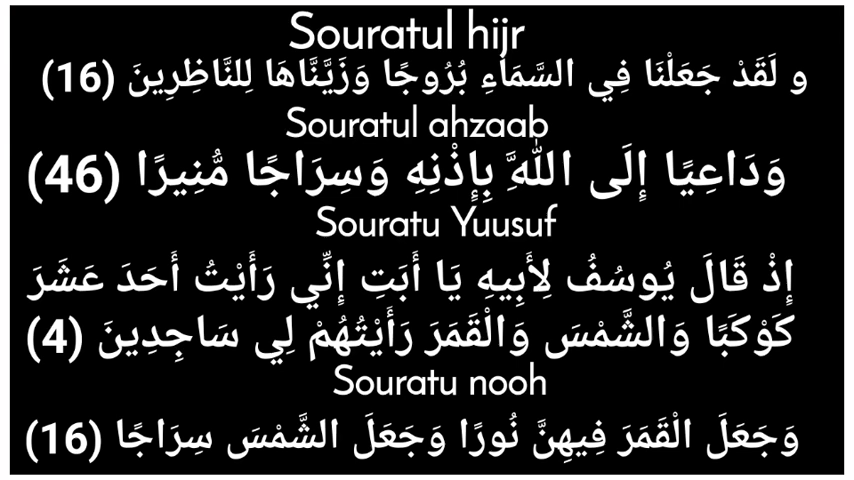 Souratul hijr
و لَقَدْ جَعَلْنَا فِي السَّمَاءِ بُرُوجًا وَزَيَّنَّاهَا لِلنَّاظِرِينَ (16)
Souratul ahzaab
وَدَاعِيًا إِلَى اللَّهِ بِإِذْنِهِ وَسِرَاجًا مُّنِيرًا (46)
Souratu Yuusuf
إِذْ قَالَ يُوسُفُ لِأَبِيهِ يَا أَبَتِ إِنِّي رَأَيْتُ أَحَدَ عَشَرَ
كَوْكَبًا وَالشَّمْسَ وَالْقَمَرَ رَأَيْتُهُمْ لِي سَاجِدِينَ (4)
Souratu nooh
وَجَعَلَ الْقَمَرَ فِيهِنَّ نُورًا وَجَعَلَ الشَّمْسَ سِرَاجًا (16)